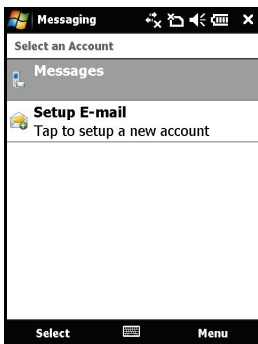 Messaging
Select an Account
Messages
Setup E-mail
Tap to setup a new account
Select
Menu